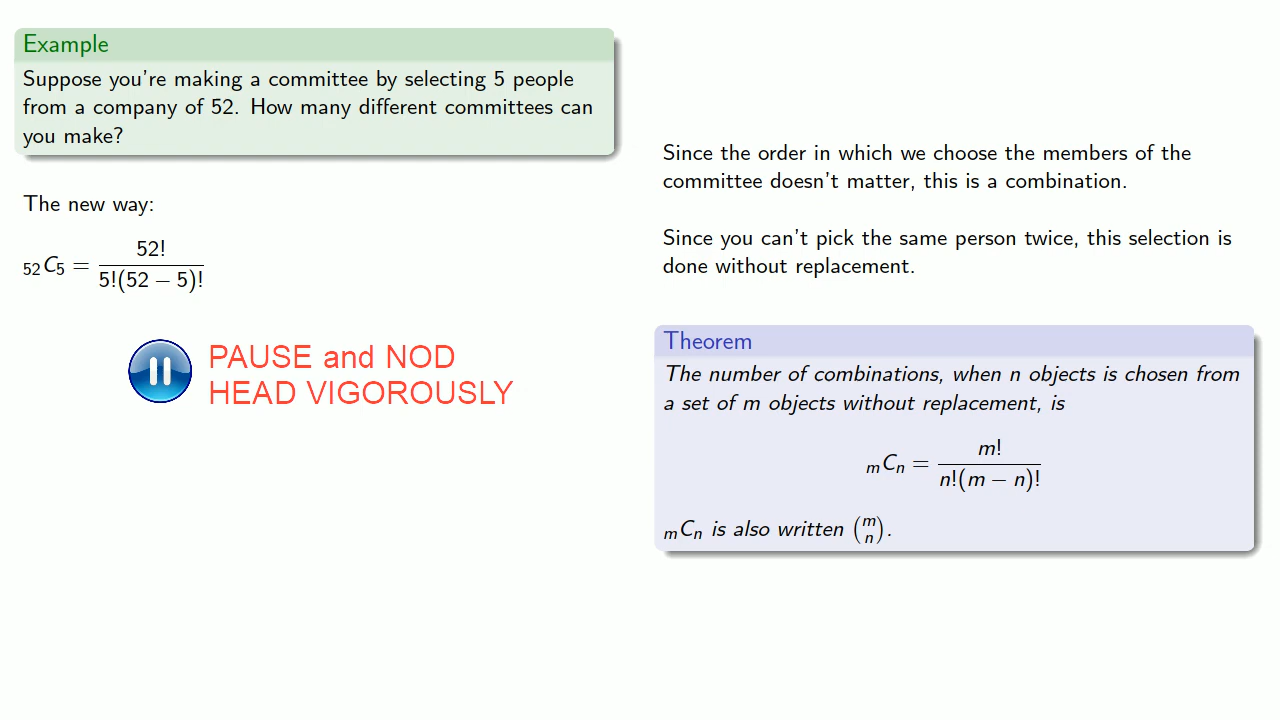 Example
Suppose you're making a committee by selecting 5 people
from a company of 52. How many different committees can
you make?
The new way:
₅₂C₅ = 52! / 5!(52 − 5)!
PAUSE and NOD
HEAD VIGOROUSLY
Since the order in which we choose the members of the
committee doesn't matter, this is a combination.
Since you can't pick the same person twice, this selection is
done without replacement.
Theorem
The number of combinations, when n objects is chosen from
a set of m objects without replacement, is
ₘCₙ = m! / n!(m − n)!
ₘCₙ is also written (m n).